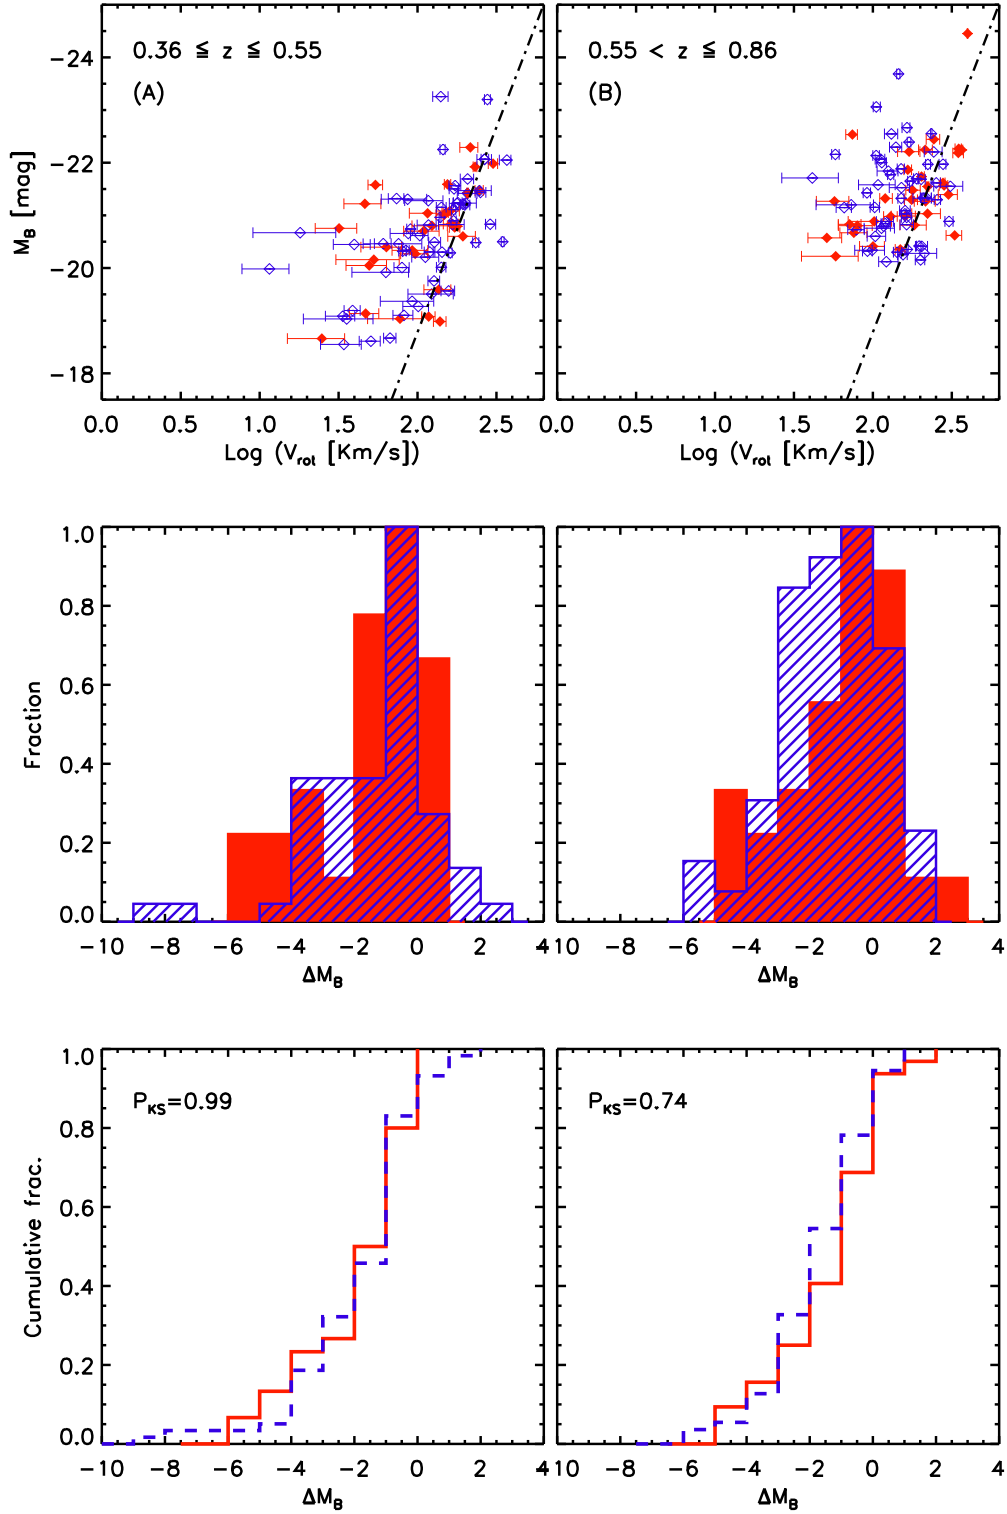 0.36 ≦ z ≦ 0.55
(A)
0.55 < z ≦ 0.86
(B)
M_B [mag]
-24
-22
-20
-18
0.0 0.5 1.0 1.5 2.0 2.5
0.0 0.5 1.0 1.5 2.0 2.5
Log (V_rot [Km/s])
Log (V_rot [Km/s])
Fraction
1.0
0.8
0.6
0.4
0.2
0.0
-10 -8 -6 -4 -2 0 2 4
-10 -8 -6 -4 -2 0 2 4
ΔM_B
ΔM_B
P_KS=0.99
P_KS=0.74
Cumulative frac.
1.0
0.8
0.6
0.4
0.2
0.0
-10 -8 -6 -4 -2 0 2 4
-10 -8 -6 -4 -2 0 2 4
ΔM_B
ΔM_B